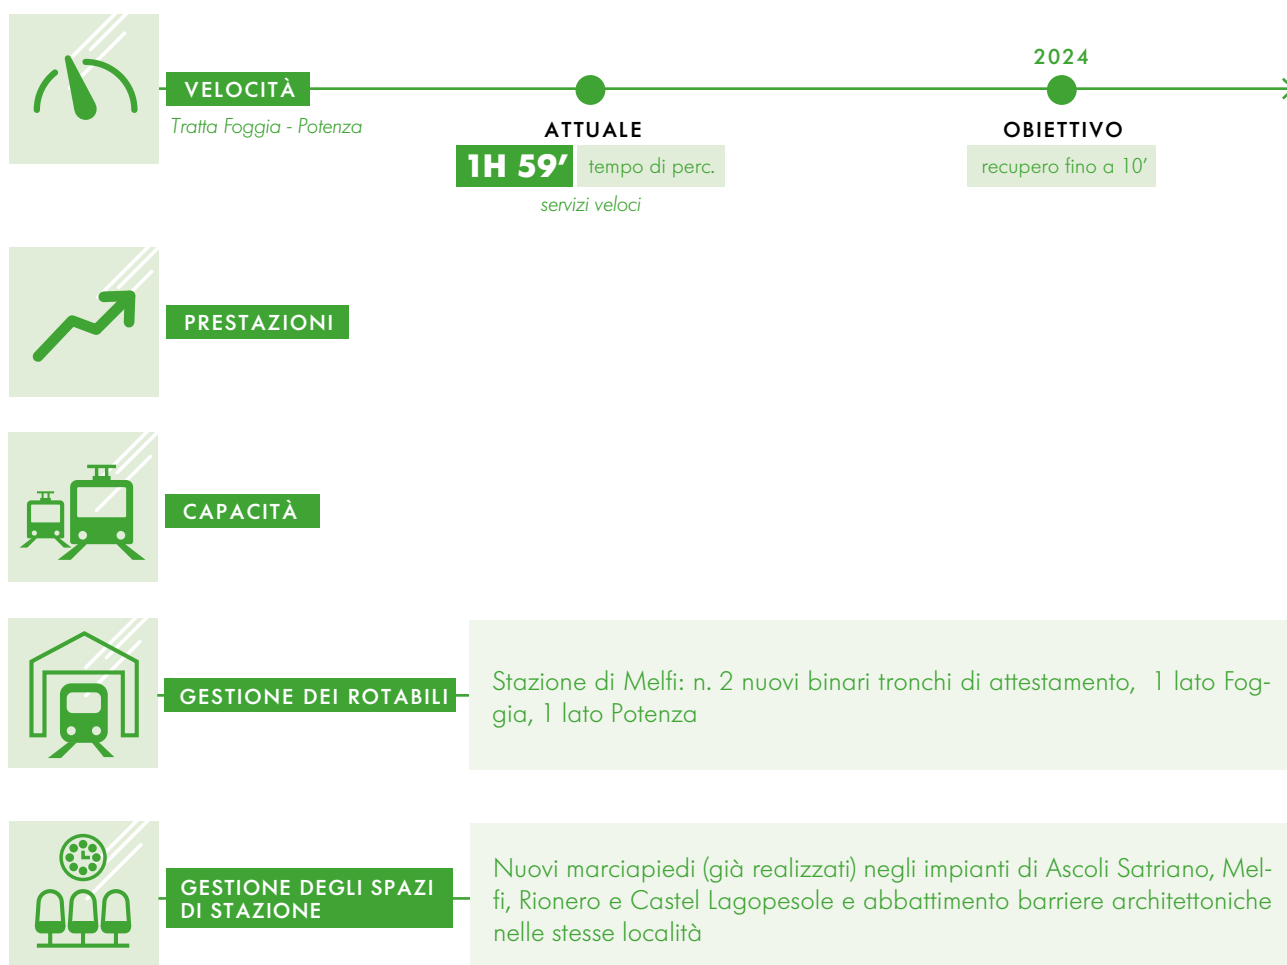 2024
VELOCITÀ
Tratta Foggia - Potenza
ATTUALE
OBIETTIVO
1H 59’ tempo di perc.
recupero fino a 10’
servizi veloci
PRESTAZIONI
CAPACITÀ
GESTIONE DEI ROTABILI
Stazione di Melfi: n. 2 nuovi binari tronchi di attestamento, 1 lato Fog-
gia, 1 lato Potenza
GESTIONE DEGLI SPAZI
DI STAZIONE
Nuovi marciapiedi (già realizzati) negli impianti di Ascoli Satriano, Mel-
fi, Rionero e Castel Lagopesole e abbattimento barriere architettoniche
nelle stesse località